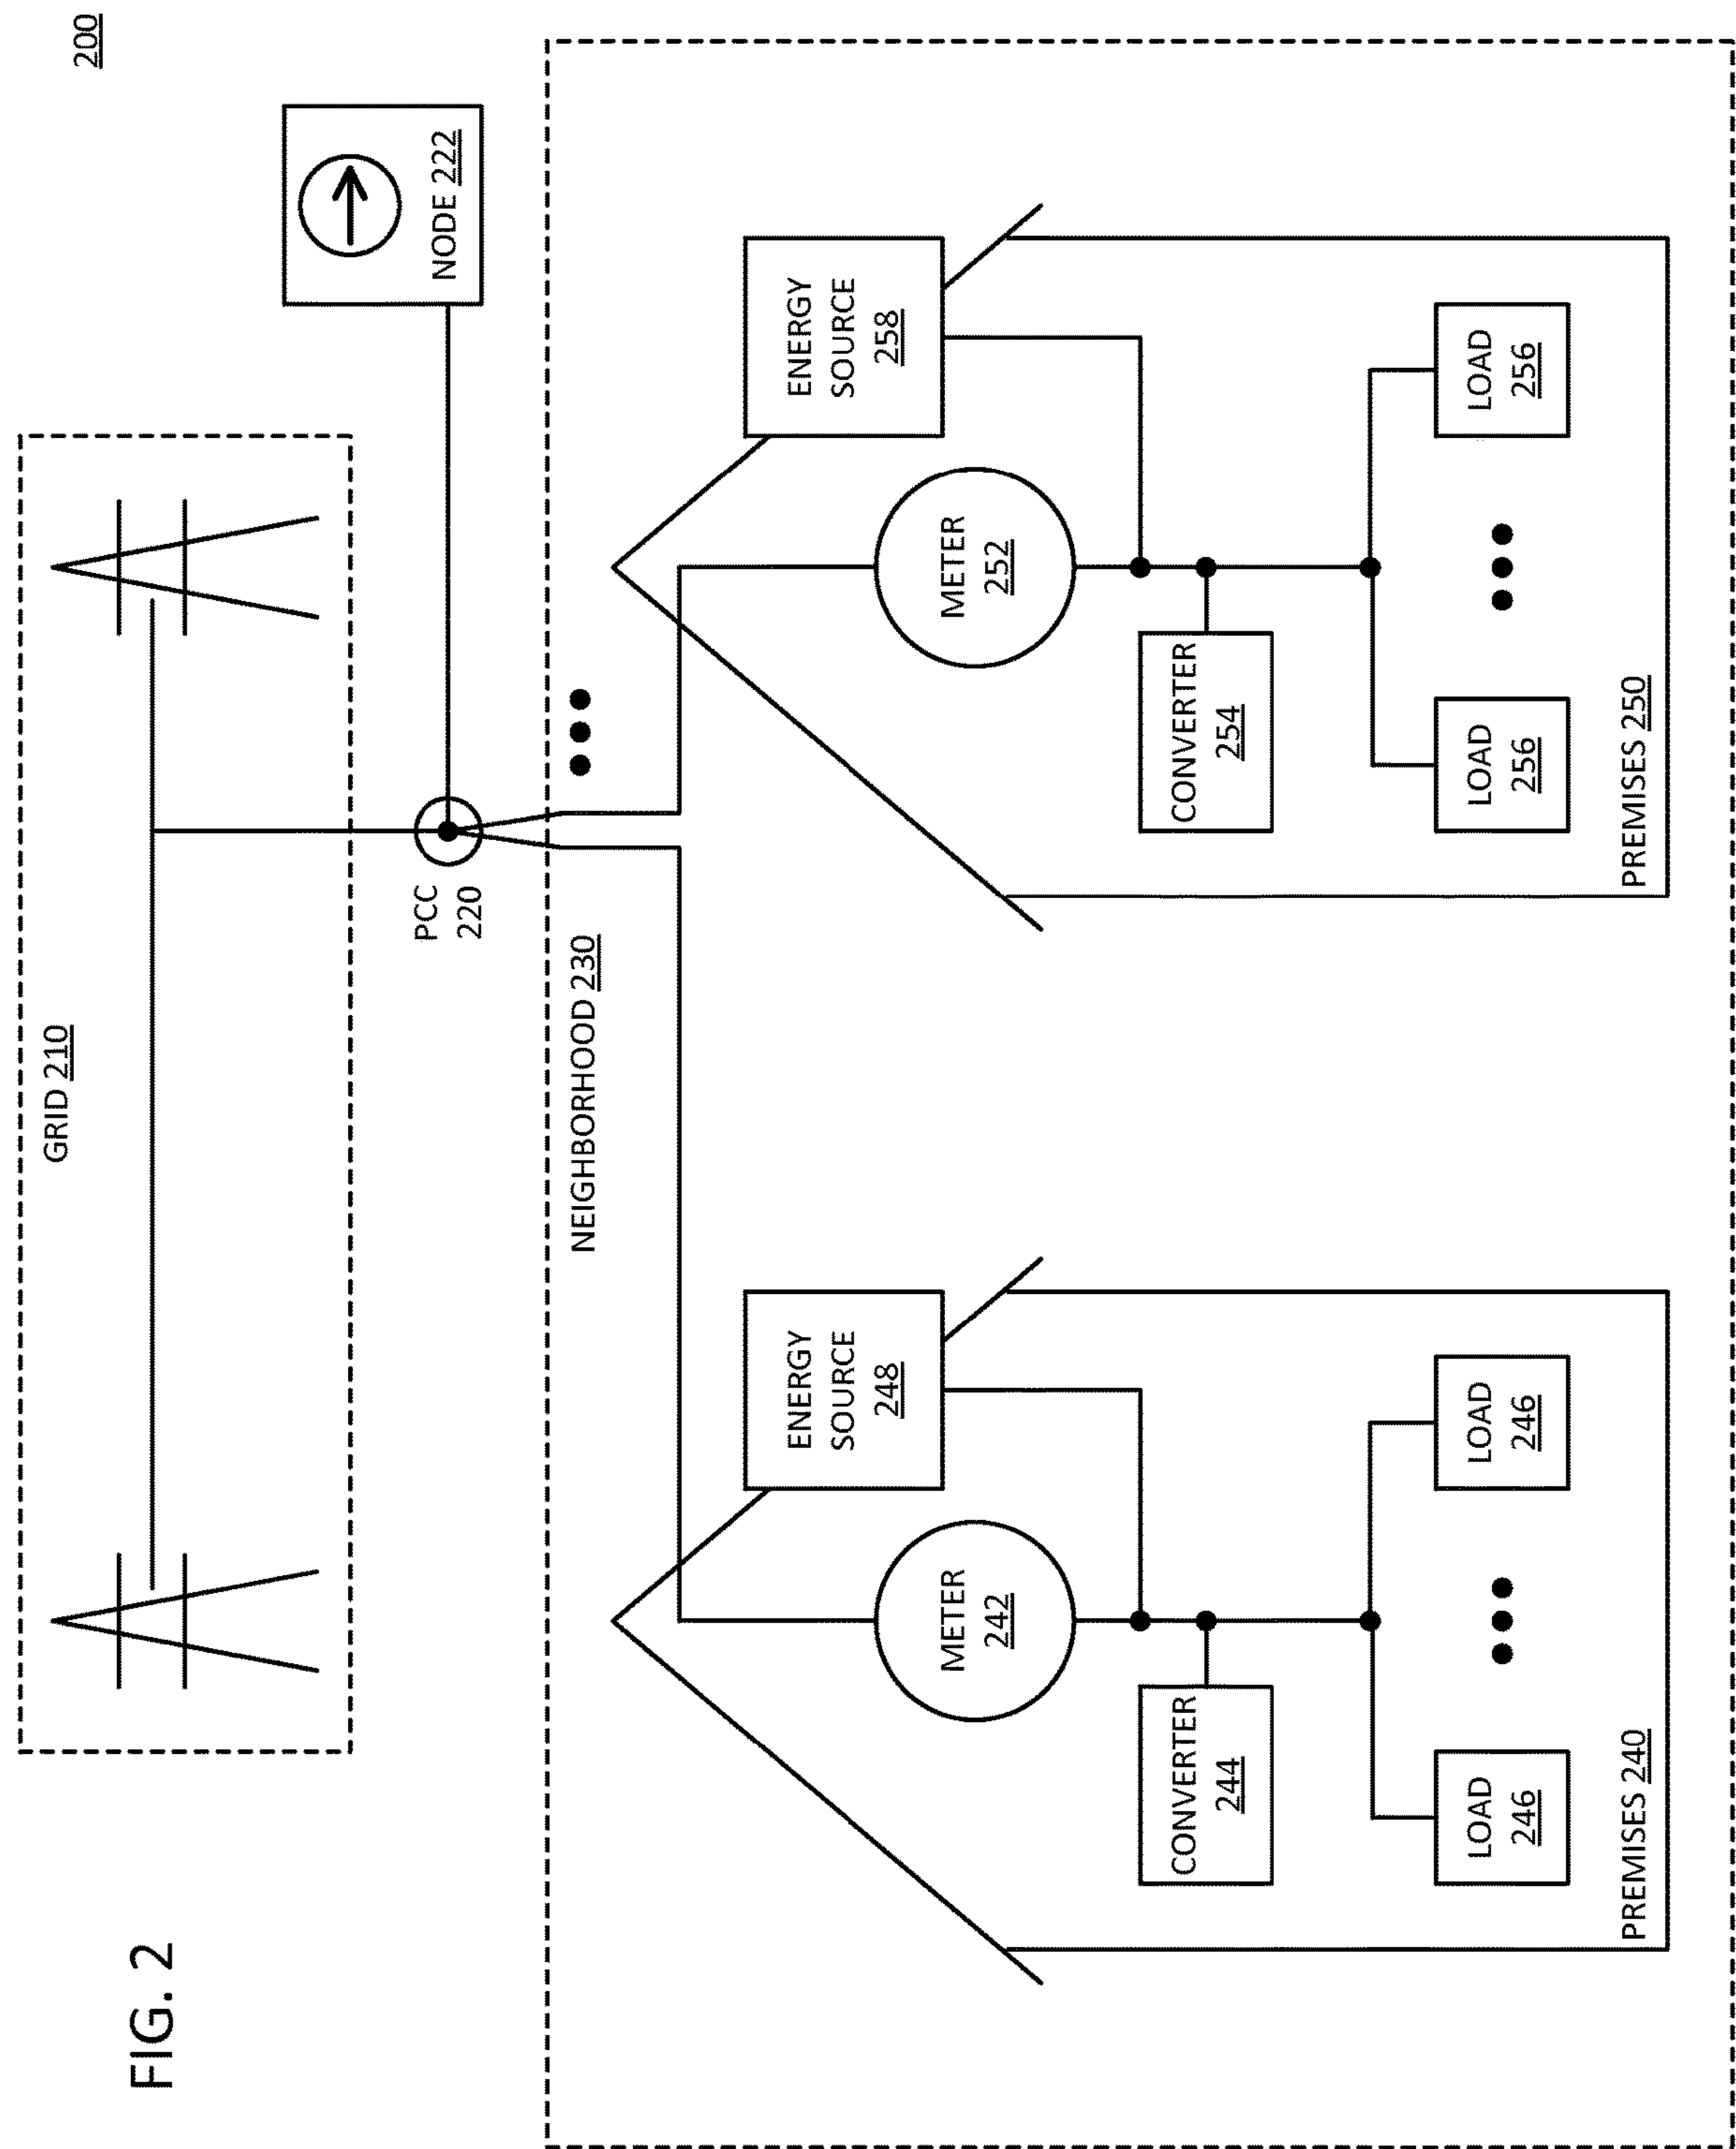 FIG. 2
200
GRID 210
NODE 222
PCC
220
NEIGHBORHOOD 230
ENERGY
SOURCE
248
METER
242
CONVERTER
244
LOAD
246
LOAD
246
PREMISES 240
ENERGY
SOURCE
258
METER
252
CONVERTER
254
LOAD
256
LOAD
256
PREMISES 250